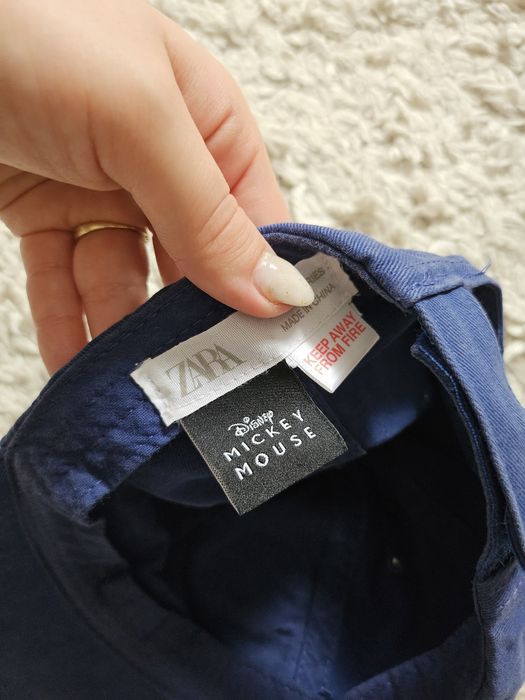 ZARA
MADE IN CHINA
KEEP AWAY
FROM FIRE
Disney
MICKEY
MOUSE